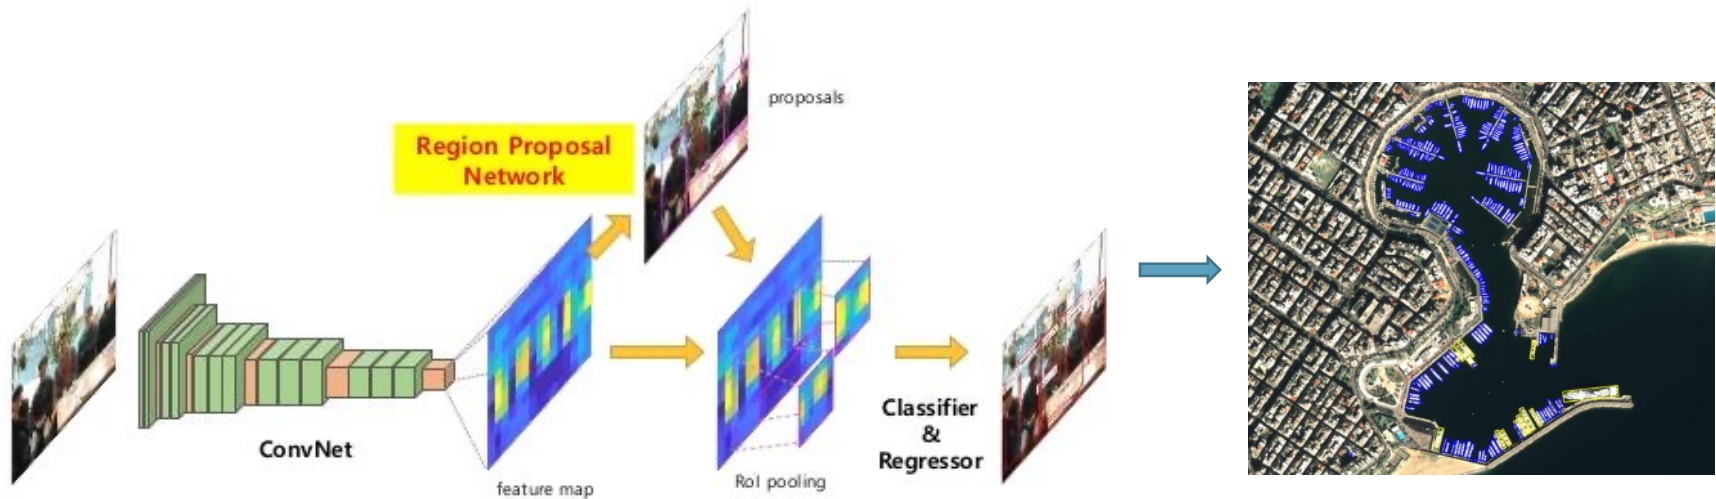 proposals
Region Proposal
Network
ConvNet
feature map
RoI pooling
Classifier
&
Regressor